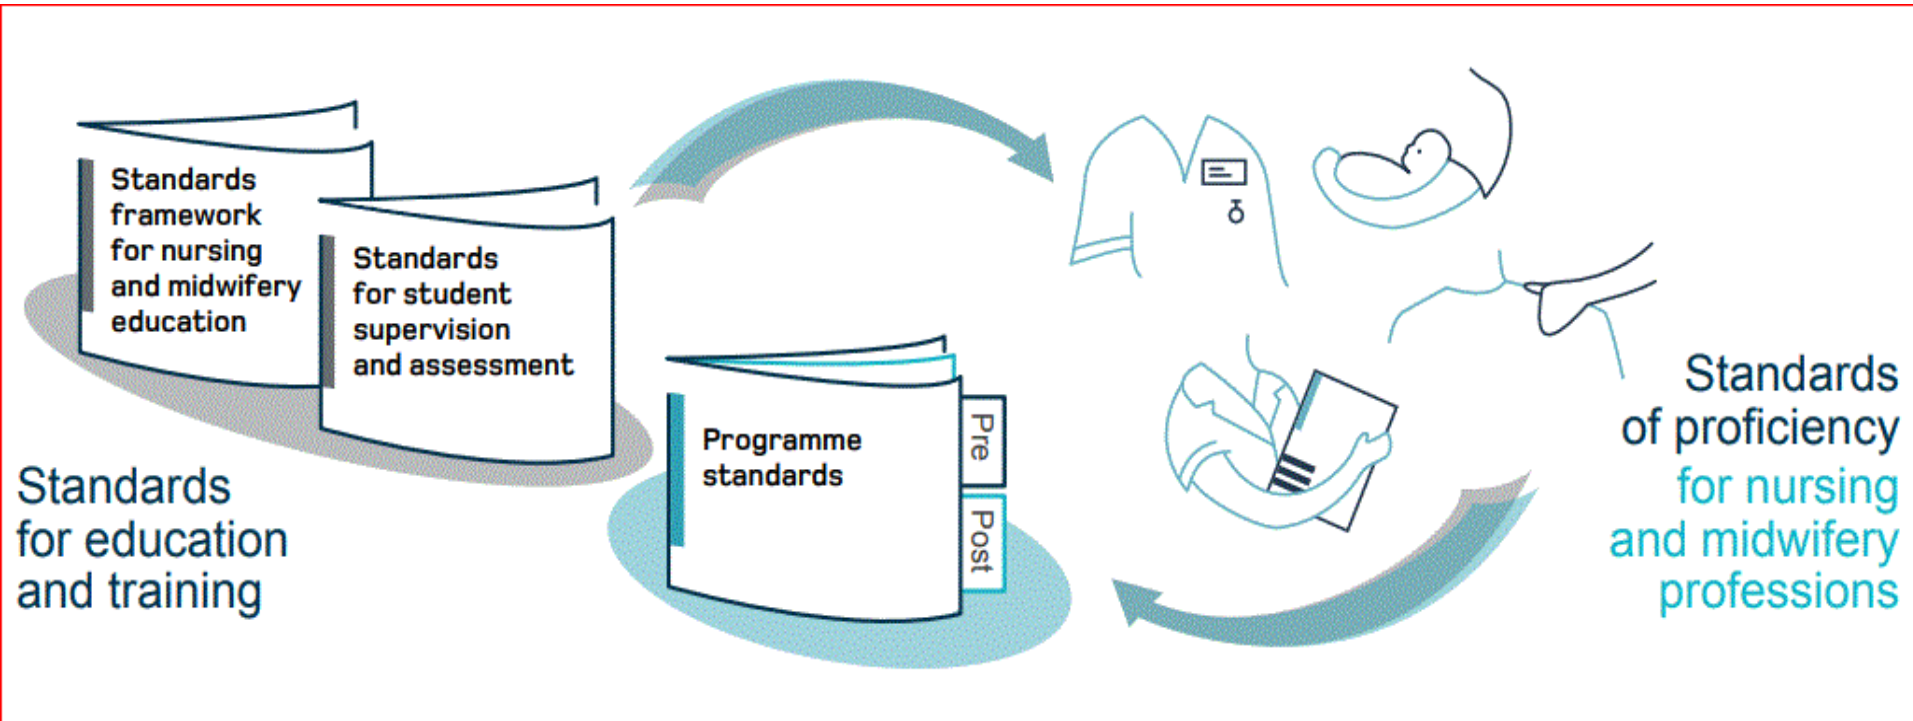 Standards
framework
for nursing
and midwifery
education
Standards
for student
supervision
and assessment
Programme
standards
Pre
Post
Standards
for education
and training
Standards
of proficiency
for nursing
and midwifery
professions